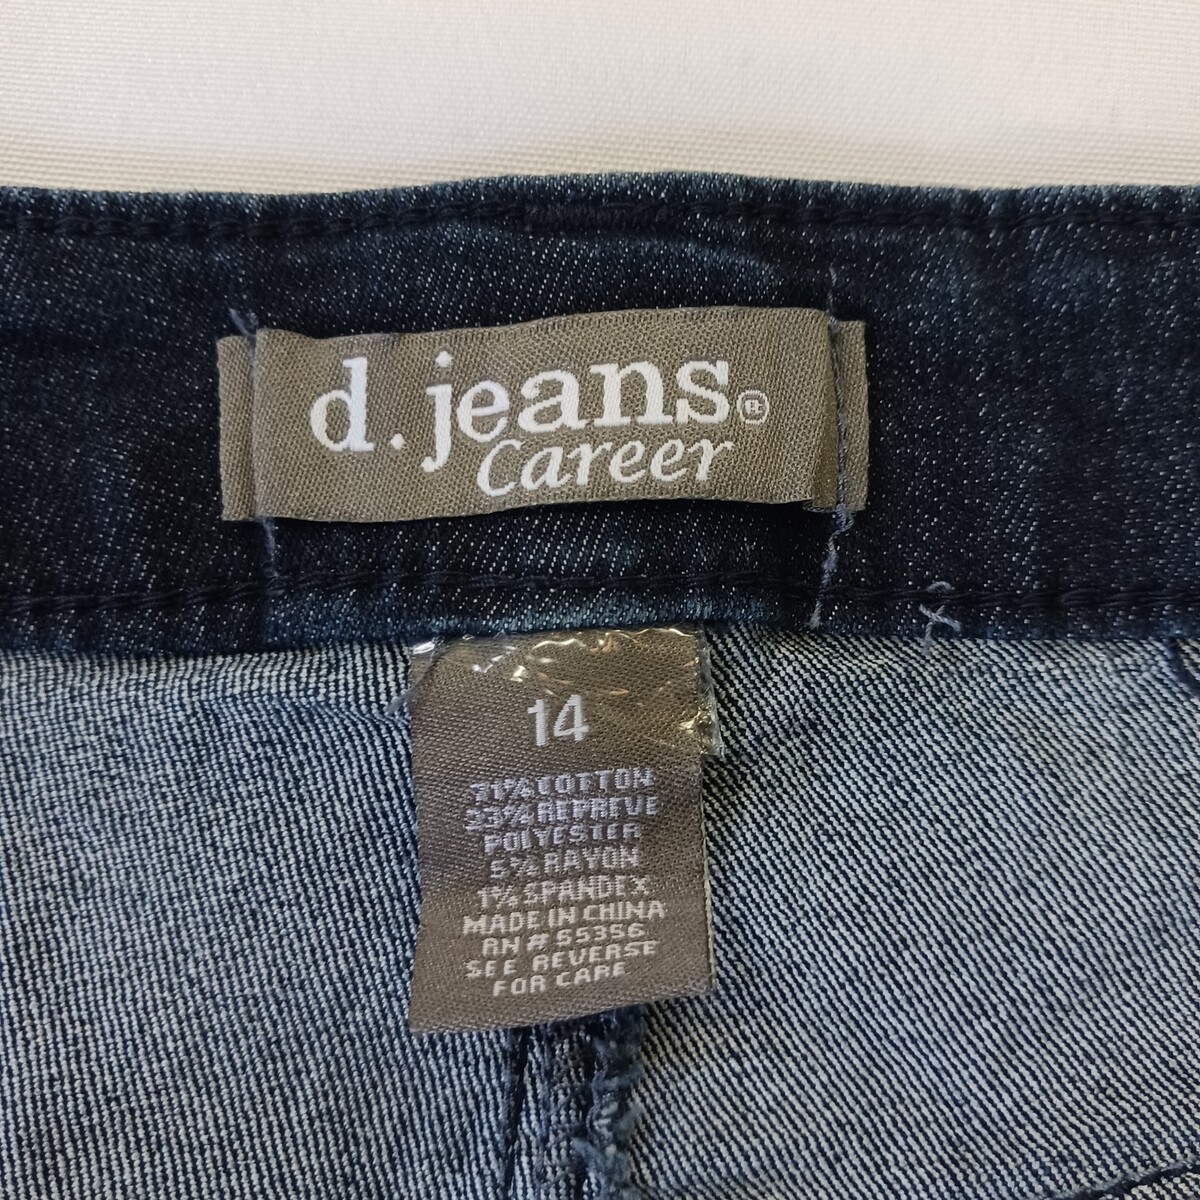 d.jeans®
Career
14
71% COTTON
23% REPREVE
POLYESTER
5% RAYON
1% SPANDEX
MADE IN CHINA
RN # 55356
SEE REVERSE
FOR CARE